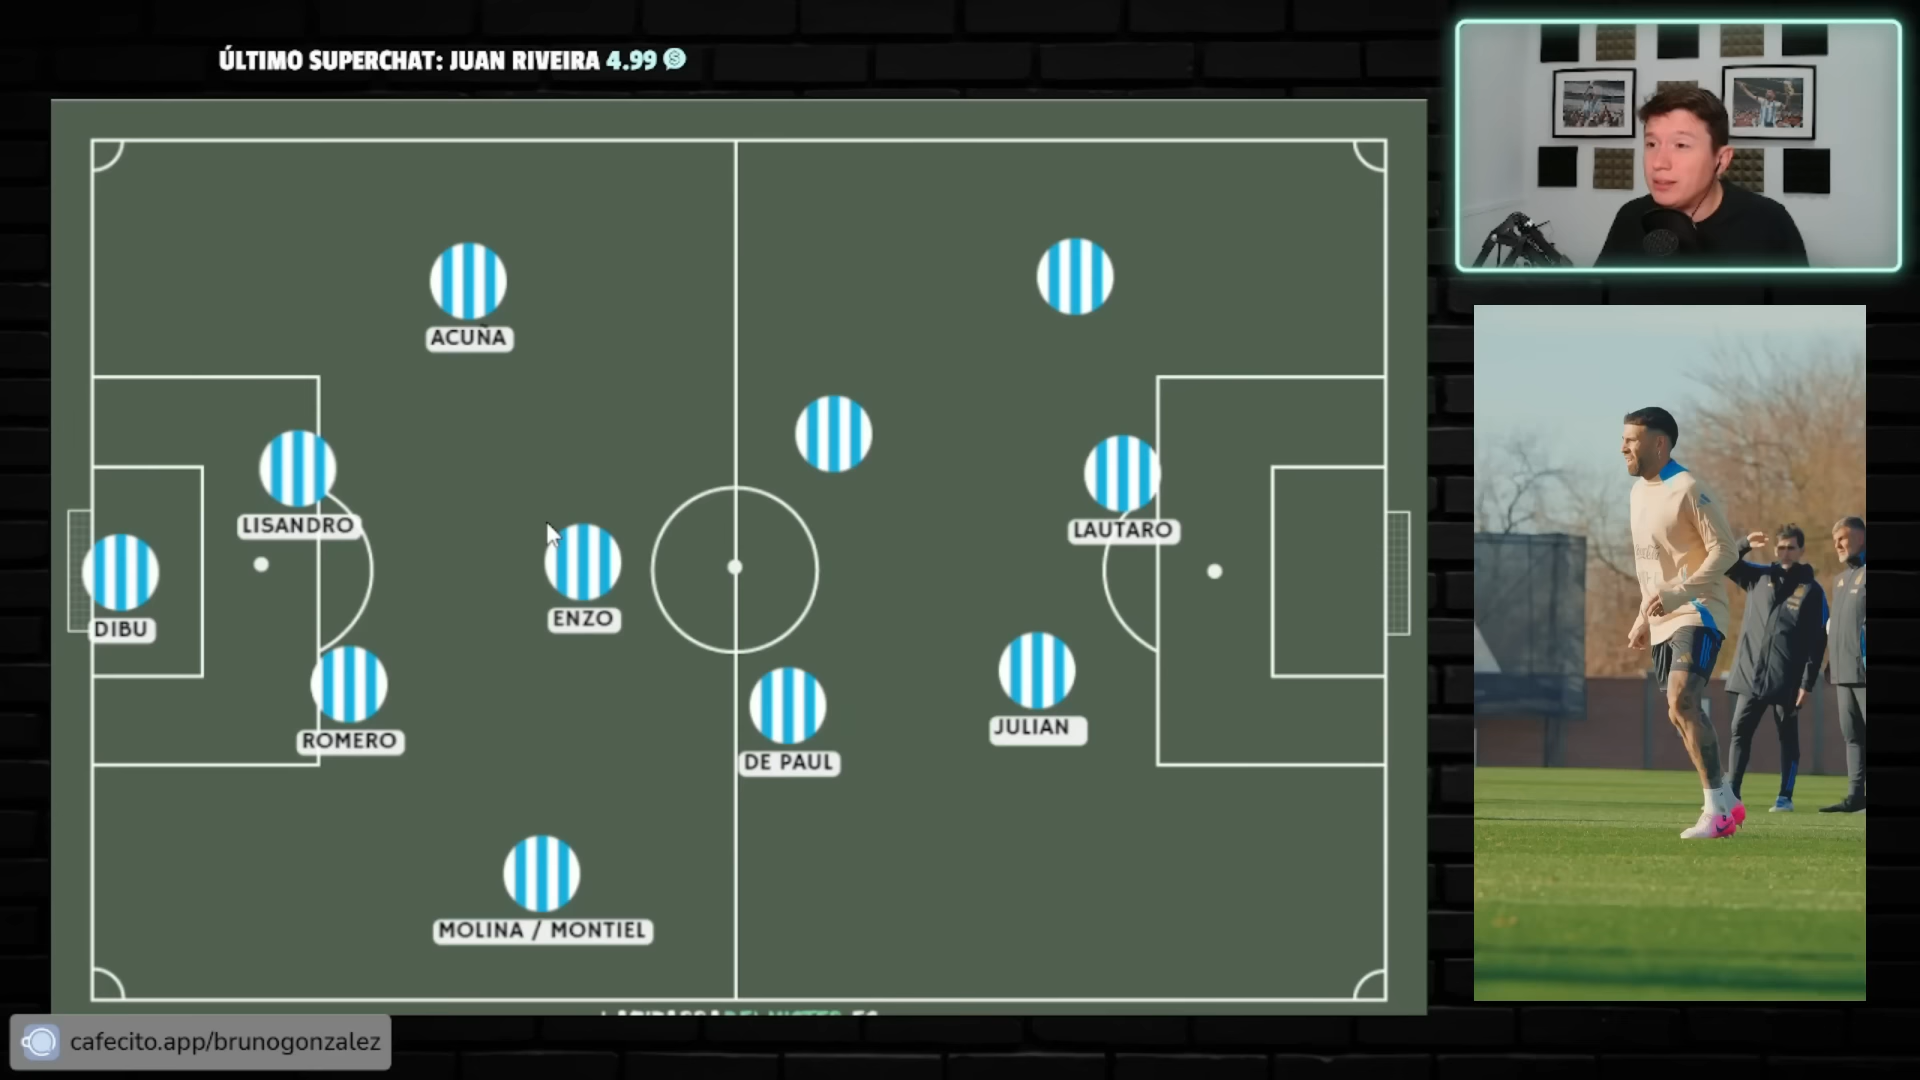 ÚLTIMO SUPERCHAT: JUAN RIVEIRA 4.99
ACUÑA
LISANDRO
LAUTARO
DIBU
ENZO
ROMERO
JULIAN
DE PAUL
MOLINA / MONTIEL
cafecito.app/brunogonzalez